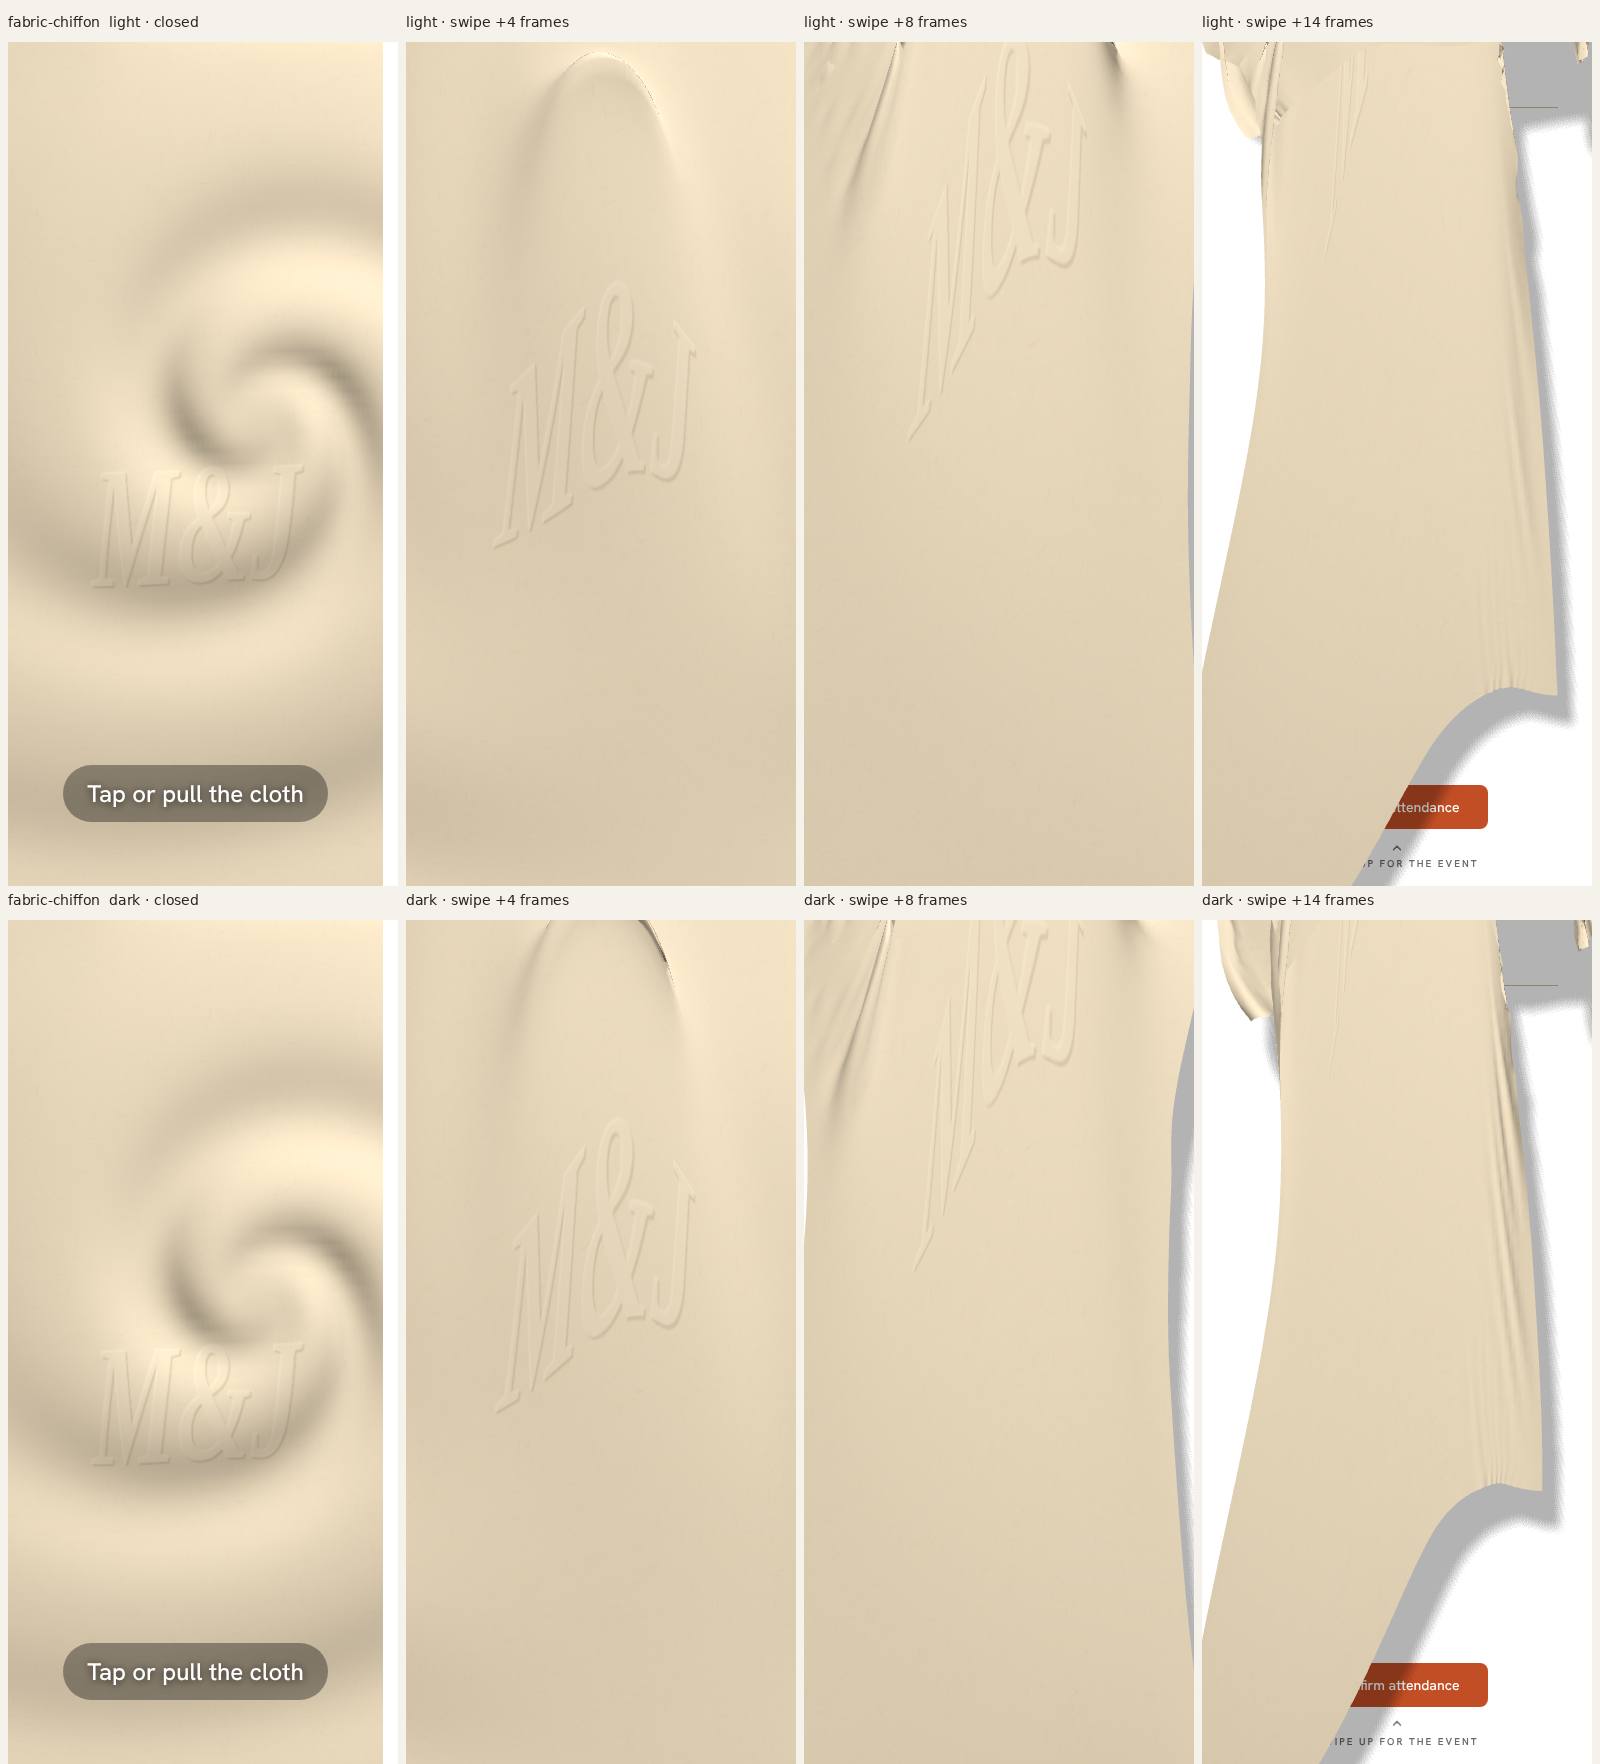 fabric-chiffon light · closed
light · swipe +4 frames
light · swipe +8 frames
light · swipe +14 frames
M&J
M&J
M&J
Tap or pull the cloth
ttendance
P FOR THE EVENT
fabric-chiffon dark · closed
dark · swipe +4 frames
dark · swipe +8 frames
dark · swipe +14 frames
M&J
M&J
M&J
Tap or pull the cloth
firm attendance
IPE UP FOR THE EVENT